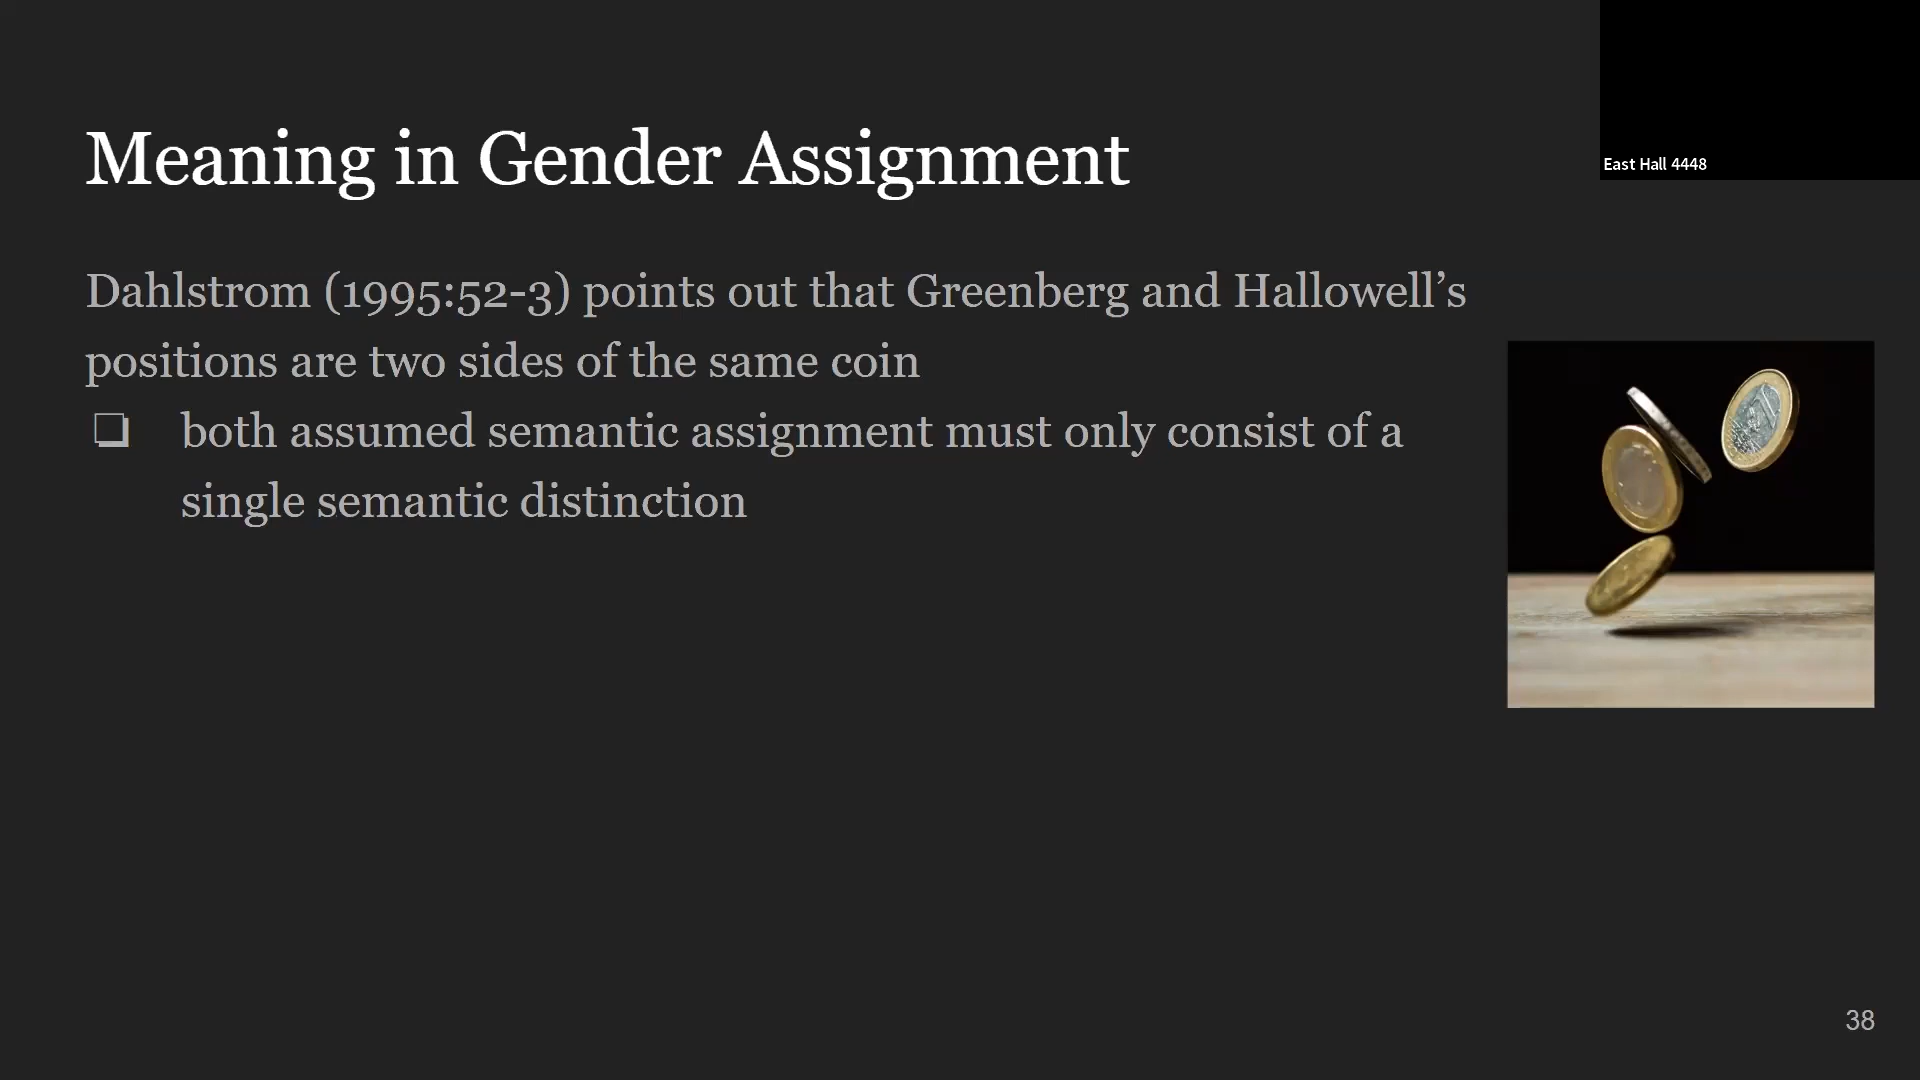 East Hall 4448
Meaning in Gender Assignment
Dahlstrom (1995:52-3) points out that Greenberg and Hallowell’s
positions are two sides of the same coin
❏ both assumed semantic assignment must only consist of a
single semantic distinction
38